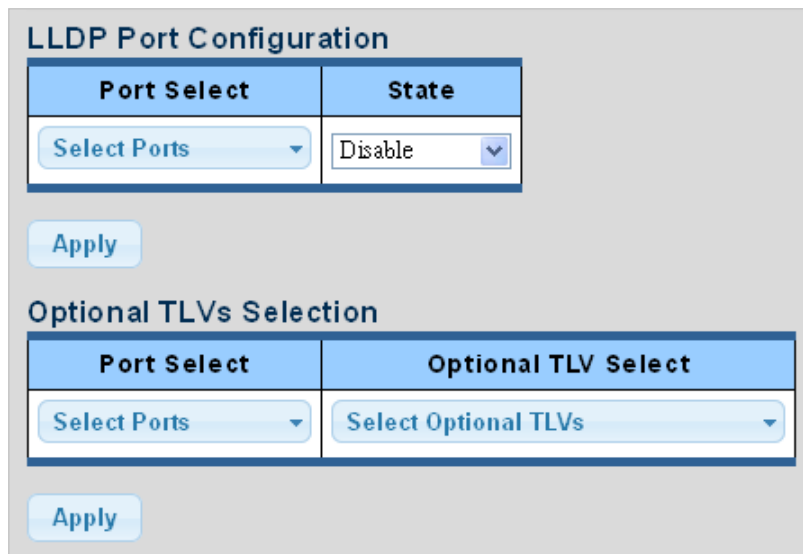 LLDP Port Configuration
Port Select State
Select Ports Disable
Apply
Optional TLVs Selection
Port Select Optional TLV Select
Select Ports Select Optional TLVs
Apply